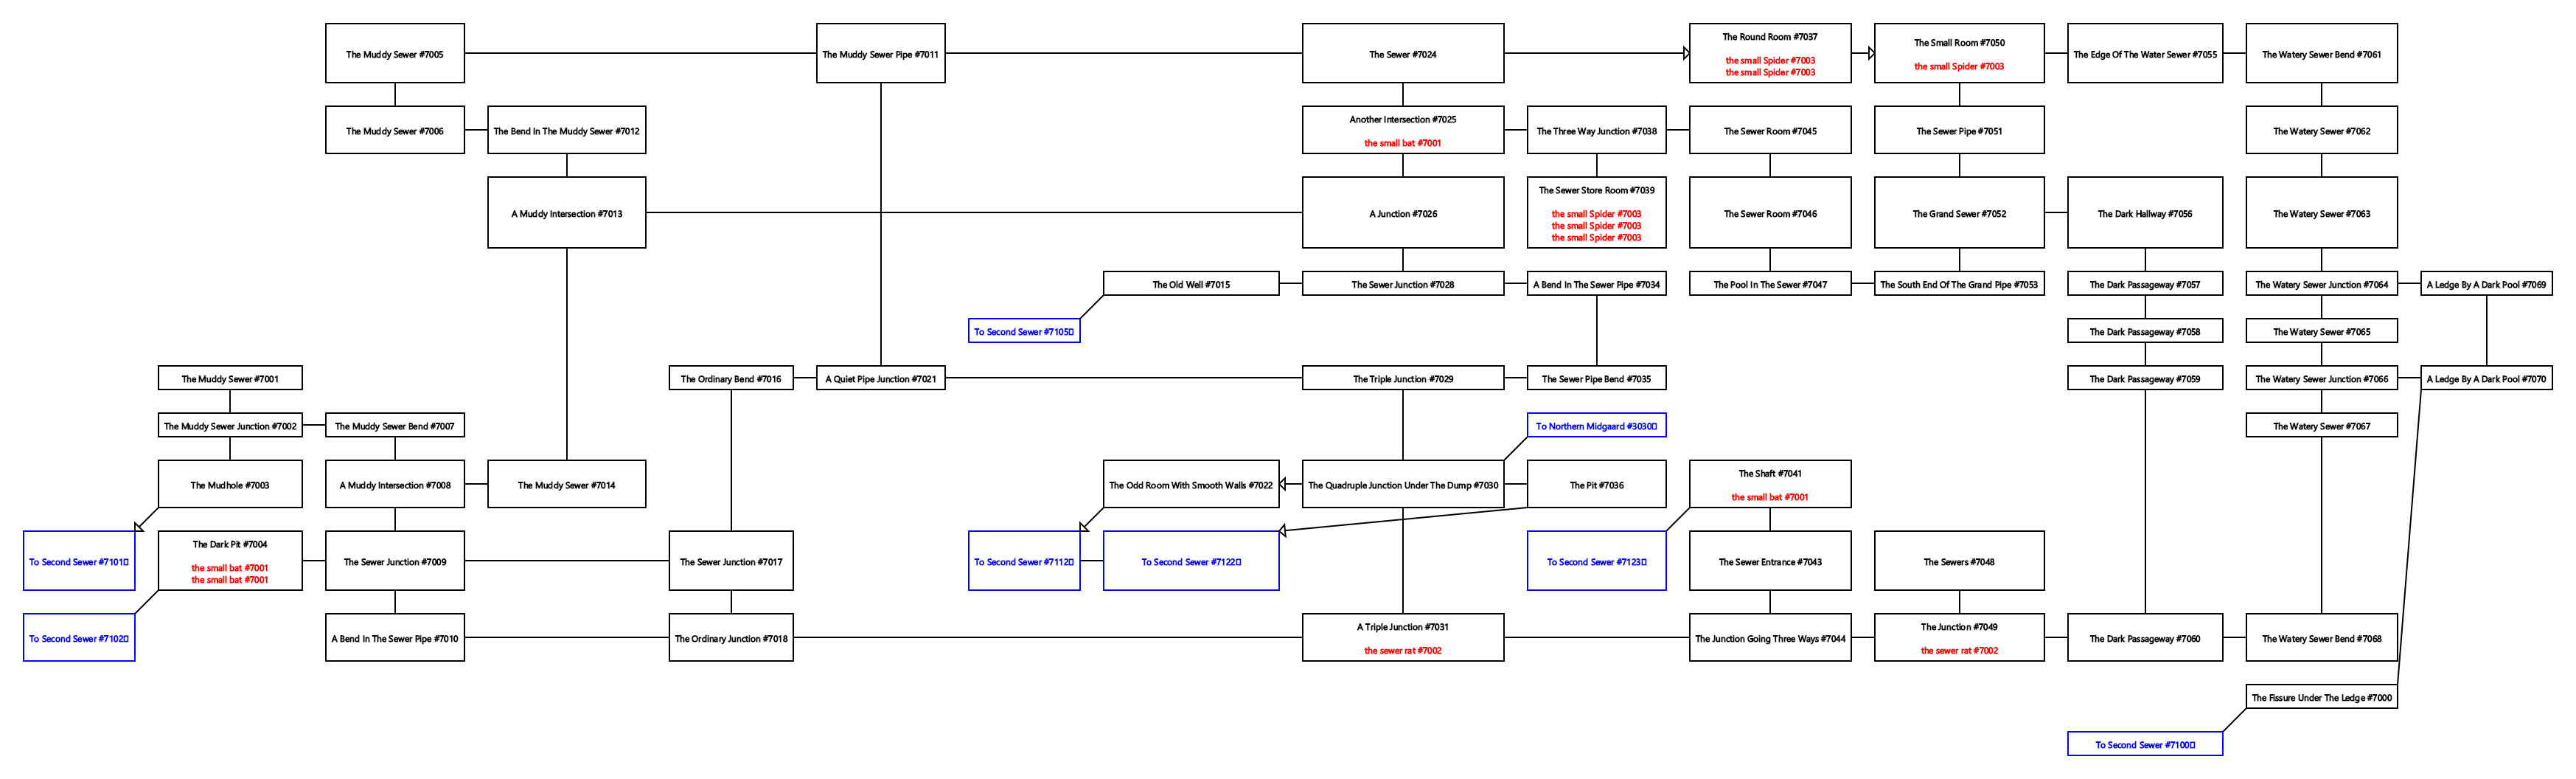 The Muddy Sewer #7005
The Muddy Sewer Pipe #7011
The Sewer #7024
The Round Room #7037
the small Spider #7003
the small Spider #7003
The Small Room #7050
the small Spider #7003
The Edge Of The Water Sewer #7055
The Watery Sewer Bend #7061
The Muddy Sewer #7006
The Bend In The Muddy Sewer #7012
Another Intersection #7025
the small bat #7001
The Three Way Junction #7038
The Sewer Room #7045
The Sewer Pipe #7051
The Watery Sewer #7062
A Muddy Intersection #7013
A Junction #7026
The Sewer Store Room #7039
the small Spider #7003
the small Spider #7003
the small Spider #7003
The Sewer Room #7046
The Grand Sewer #7052
The Dark Hallway #7056
The Watery Sewer #7063
The Old Well #7015
The Sewer Junction #7028
A Bend In The Sewer Pipe #7034
The Pool In The Sewer #7047
The South End Of The Grand Pipe #7053
The Dark Passageway #7057
The Watery Sewer Junction #7064
A Ledge By A Dark Pool #7069
To Second Sewer #7105
The Dark Passageway #7058
The Watery Sewer #7065
The Muddy Sewer #7001
The Ordinary Bend #7016
A Quiet Pipe Junction #7021
The Triple Junction #7029
The Sewer Pipe Bend #7035
The Dark Passageway #7059
The Watery Sewer Junction #7066
A Ledge By A Dark Pool #7070
The Muddy Sewer Junction #7002
The Muddy Sewer Bend #7007
To Northern Midgaard #3030
The Watery Sewer #7067
The Mudhole #7003
A Muddy Intersection #7008
The Muddy Sewer #7014
The Odd Room With Smooth Walls #7022
The Quadruple Junction Under The Dump #7030
The Pit #7036
The Shaft #7041
the small bat #7001
To Second Sewer #7101
The Dark Pit #7004
the small bat #7001
the small bat #7001
The Sewer Junction #7009
The Sewer Junction #7017
To Second Sewer #7112
To Second Sewer #7122
To Second Sewer #7123
The Sewer Entrance #7043
The Sewers #7048
To Second Sewer #7102
A Bend In The Sewer Pipe #7010
The Ordinary Junction #7018
A Triple Junction #7031
the sewer rat #7002
The Junction Going Three Ways #7044
The Junction #7049
the sewer rat #7002
The Dark Passageway #7060
The Watery Sewer Bend #7068
The Fissure Under The Ledge #7000
To Second Sewer #7100